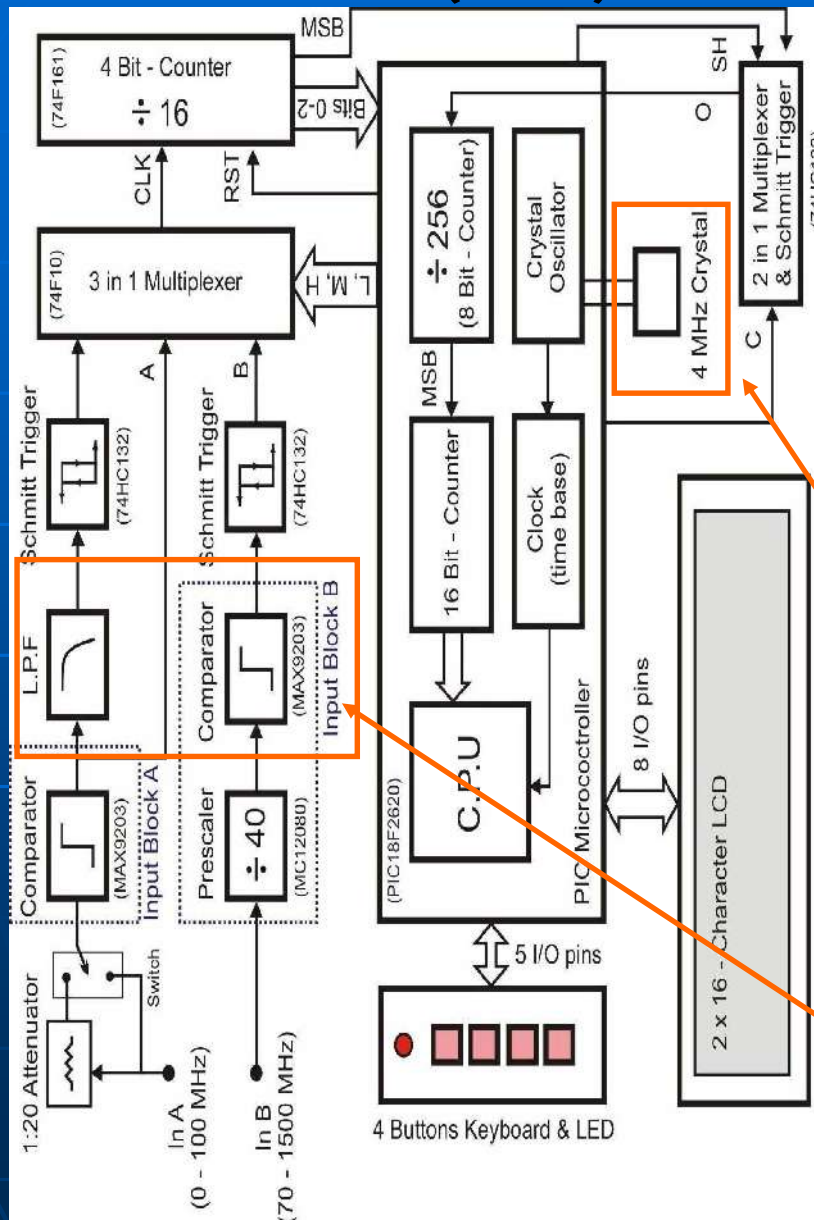 MSB
4 Bit - Counter
÷ 16
(74F161)
Bits 0-2
CLK
RST
SH
O
2 in 1 Multiplexer
& Schmitt Trigger
C
3 in 1 Multiplexer
(74F10)
L, M, H
A
B
÷ 256
(8 Bit - Counter)
Crystal
Oscillator
4 MHz Crystal
MSB
Schmitt Trigger
(74HC132)
Schmitt Trigger
(74HC132)
16 Bit - Counter
Clock
(time base)
L.P.F
Comparator
(MAX9203)
Input Block B
C.P.U
(PIC18F2620)
PIC Micrococtroller
8 I/O pins
Comparator
(MAX9203)
Input Block A
Prescaler
÷ 40
(MC12080)
5 I/O pins
2 x 16 - Character LCD
1:20 Attenuator
Switch
In A
(0 - 100 MHz)
In B
(70 - 1500 MHz)
4 Buttons Keyboard & LED